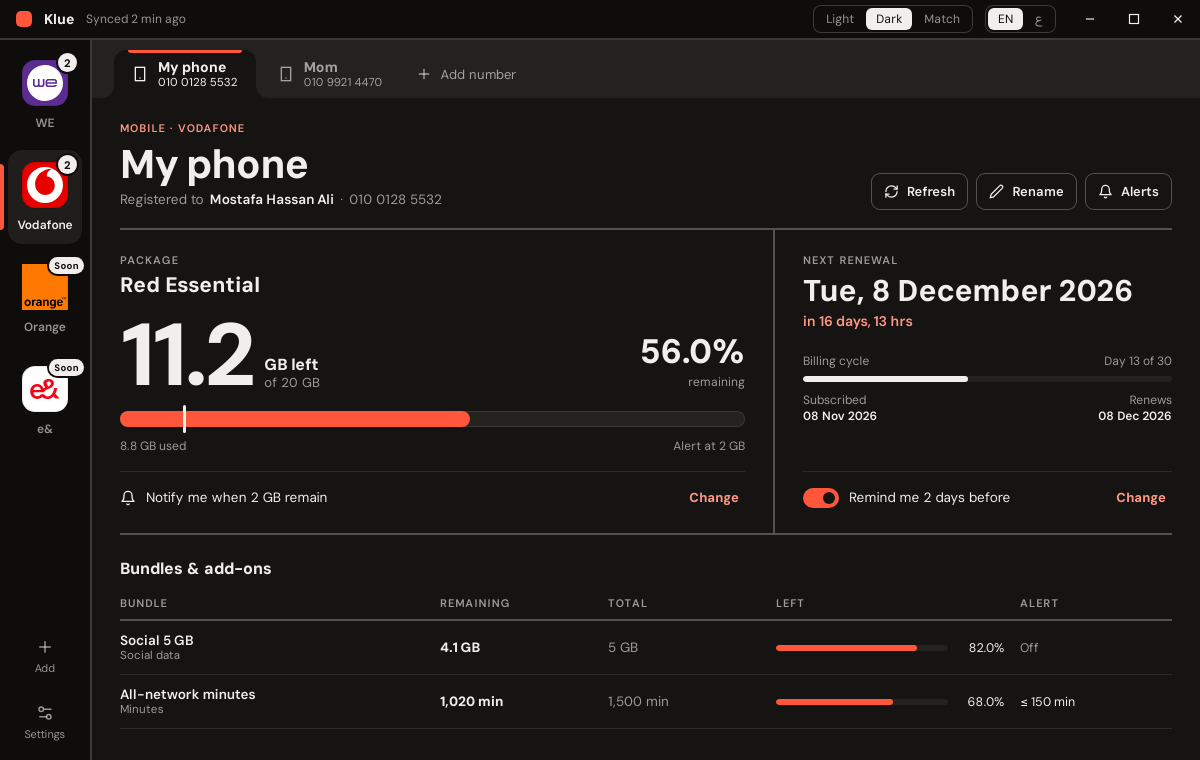 Klue Synced 2 min ago Light Dark Match EN ع
WE 2
WE
2
Vodafone
Soon
orange™
Orange
Soon
e&
e&
Add
Settings
My phone
010 0128 5532
Mom
010 9921 4470
Add number
MOBILE · VODAFONE
My phone
Registered to Mostafa Hassan Ali · 010 0128 5532
Refresh Rename Alerts
PACKAGE
Red Essential
11.2 GB left
of 20 GB
56.0%
remaining
8.8 GB used Alert at 2 GB
Notify me when 2 GB remain Change
NEXT RENEWAL
Tue, 8 December 2026
in 16 days, 13 hrs
Billing cycle Day 13 of 30
Subscribed Renews
08 Nov 2026 08 Dec 2026
Remind me 2 days before Change
Bundles & add-ons
BUNDLE REMAINING TOTAL LEFT ALERT
Social 5 GB 4.1 GB 5 GB 82.0% Off
Social data
All-network minutes 1,020 min 1,500 min 68.0% ≤ 150 min
Minutes